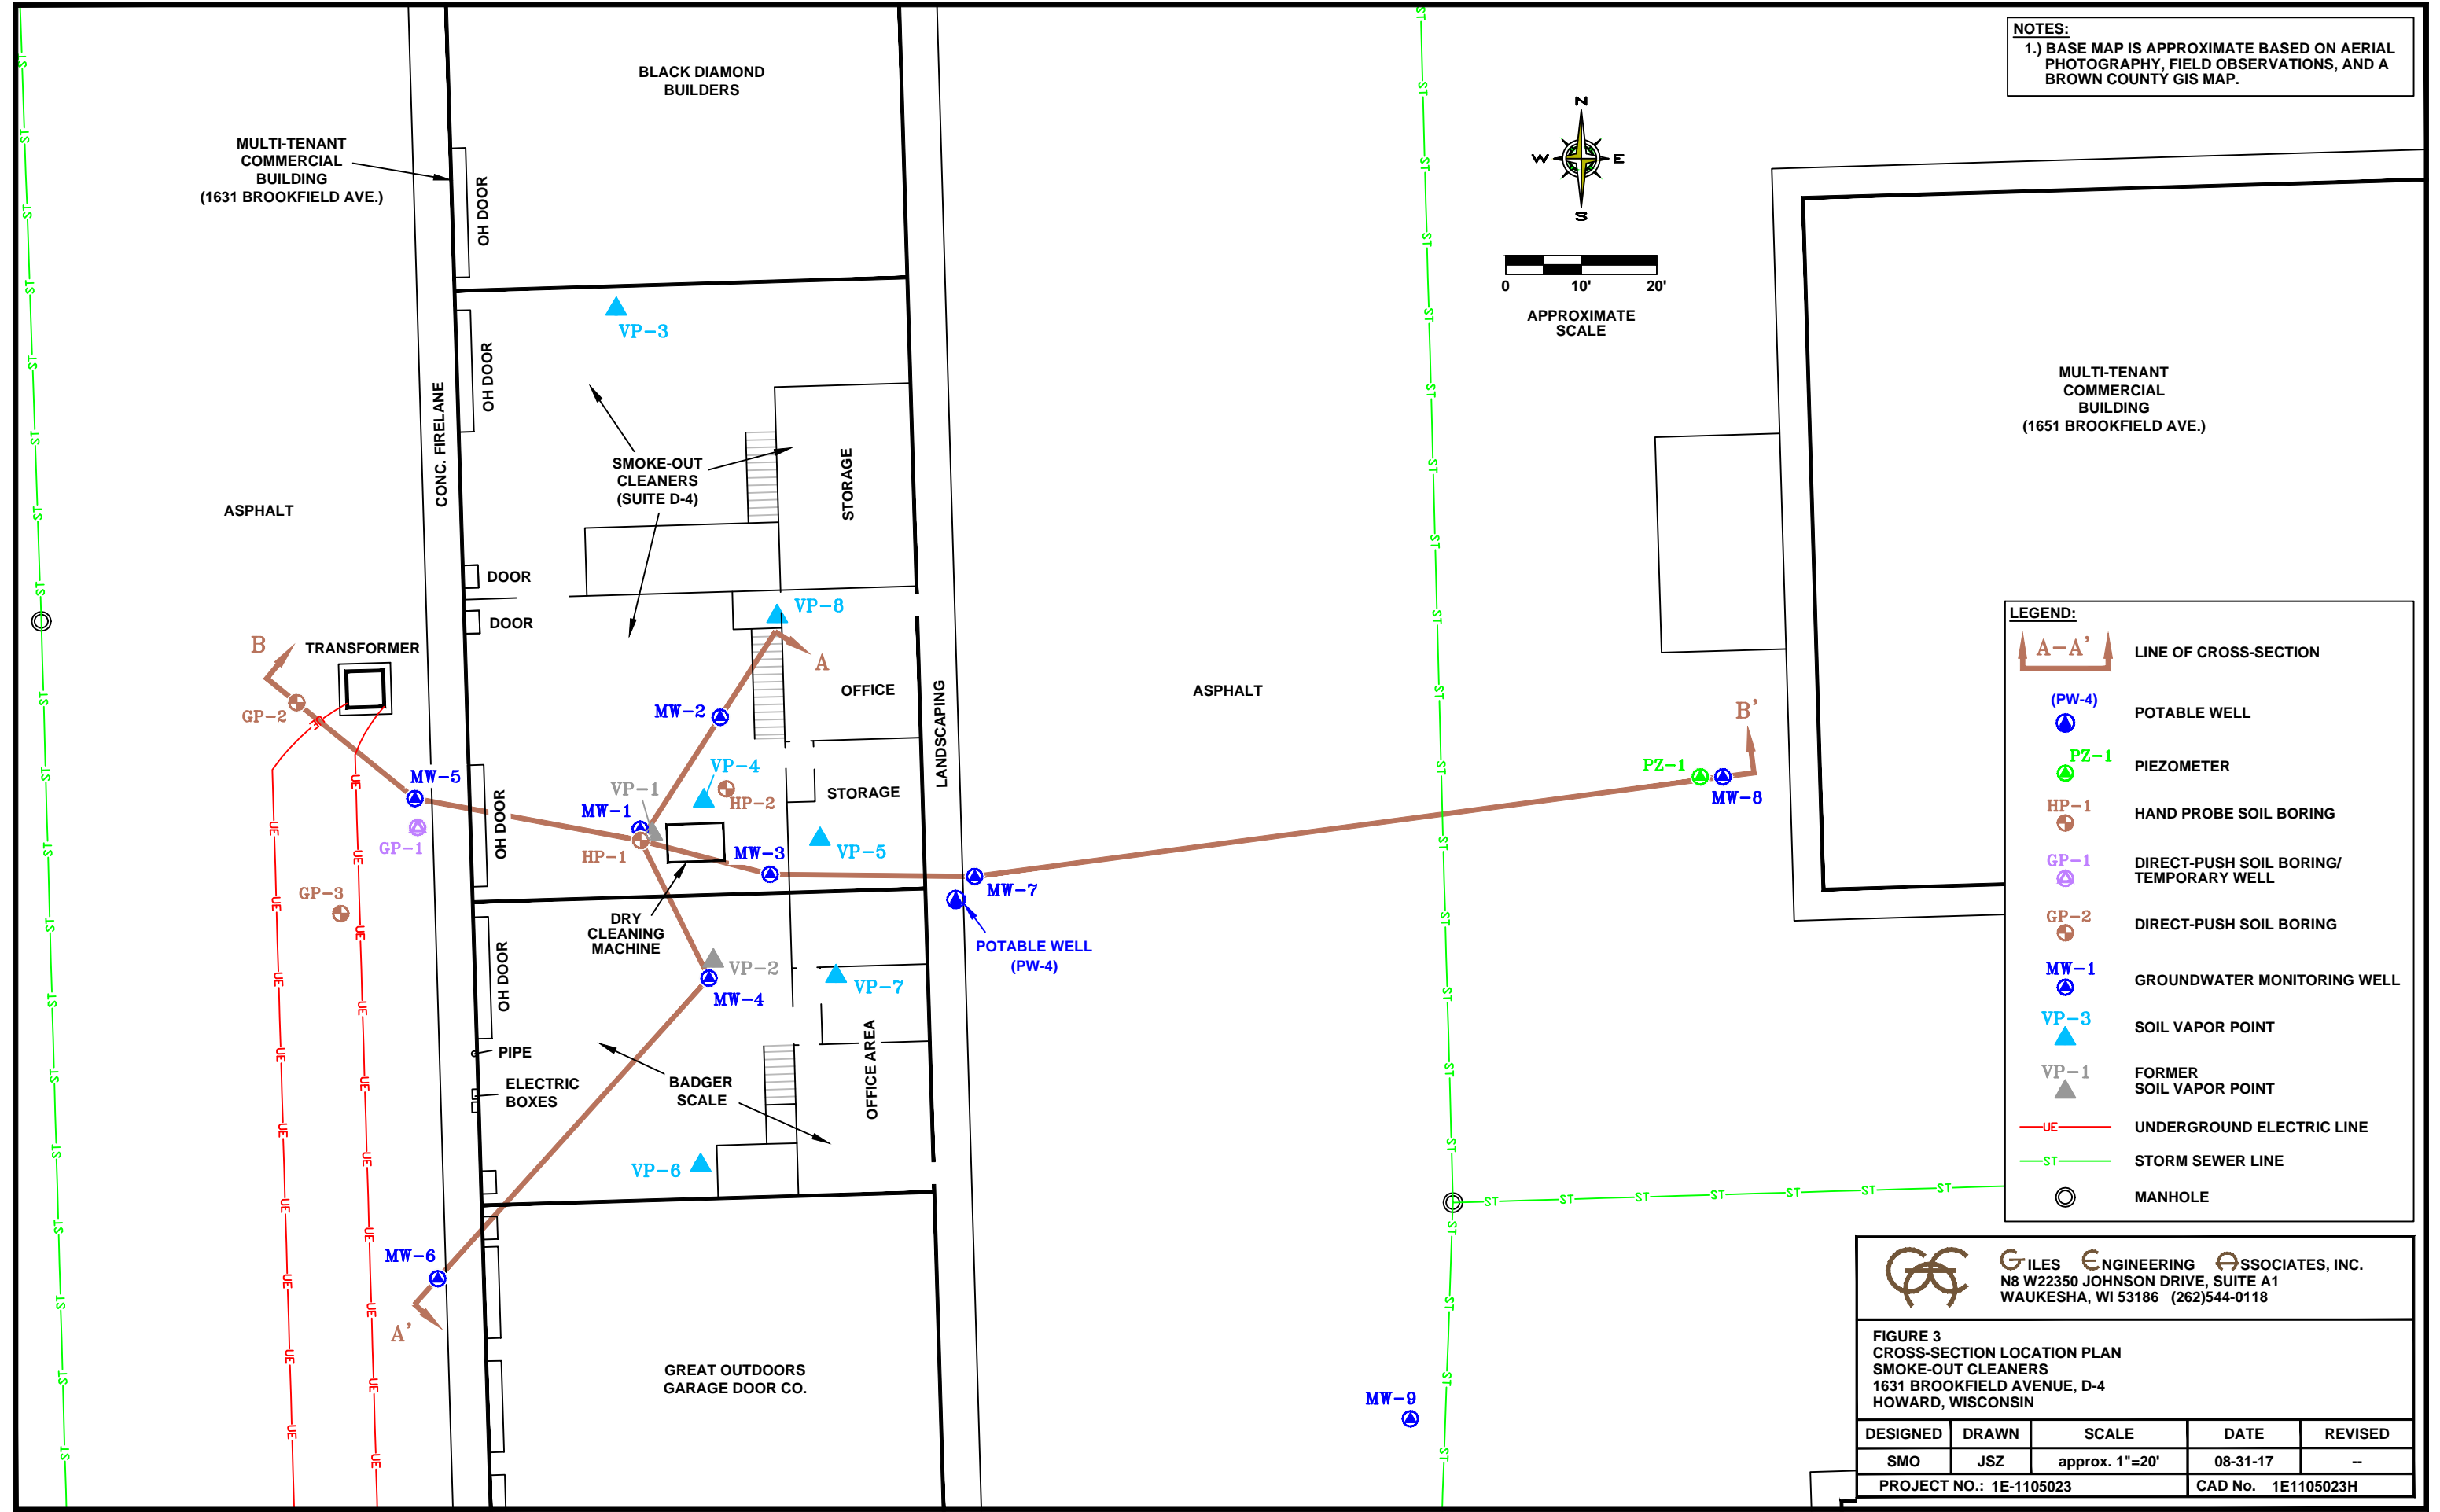 NOTES:
1.) BASE MAP IS APPROXIMATE BASED ON AERIAL
PHOTOGRAPHY, FIELD OBSERVATIONS, AND A
BROWN COUNTY GIS MAP.
BLACK DIAMOND
BUILDERS
MULTI-TENANT
COMMERCIAL
BUILDING
(1631 BROOKFIELD AVE.)
OH DOOR
N
W
E
S
0 10' 20'
APPROXIMATE
SCALE
VP-3
OH DOOR
CONC. FIRELANE
MULTI-TENANT
COMMERCIAL
BUILDING
(1651 BROOKFIELD AVE.)
SMOKE-OUT
CLEANERS
(SUITE D-4)
STORAGE
ASPHALT
DOOR
DOOR
VP-8
B
TRANSFORMER
A
OFFICE
LANDSCAPING
ASPHALT
GP-2
MW-2
B'
MW-5
VP-4
VP-1
HP-2
STORAGE
PZ-1
MW-8
MW-1
OH DOOR
GP-1
HP-1
MW-3
VP-5
MW-7
GP-3
DRY
CLEANING
MACHINE
POTABLE WELL
(PW-4)
OH DOOR
VP-2
MW-4
VP-7
PIPE
ELECTRIC
BOXES
BADGER
SCALE
OFFICE AREA
VP-6
MW-6
A'
GREAT OUTDOORS
GARAGE DOOR CO.
MW-9
UE
ST
LEGEND:
A-A' LINE OF CROSS-SECTION
(PW-4) POTABLE WELL
PZ-1 PIEZOMETER
HP-1 HAND PROBE SOIL BORING
GP-1 DIRECT-PUSH SOIL BORING/
TEMPORARY WELL
GP-2 DIRECT-PUSH SOIL BORING
MW-1 GROUNDWATER MONITORING WELL
VP-3 SOIL VAPOR POINT
VP-1 FORMER
SOIL VAPOR POINT
UE UNDERGROUND ELECTRIC LINE
ST STORM SEWER LINE
MANHOLE
GILES ENGINEERING ASSOCIATES, INC.
N8 W22350 JOHNSON DRIVE, SUITE A1
WAUKESHA, WI 53186 (262)544-0118
FIGURE 3
CROSS-SECTION LOCATION PLAN
SMOKE-OUT CLEANERS
1631 BROOKFIELD AVENUE, D-4
HOWARD, WISCONSIN
DESIGNED DRAWN SCALE DATE REVISED
SMO JSZ approx. 1"=20' 08-31-17 --
PROJECT NO.: 1E-1105023 CAD No. 1E1105023H